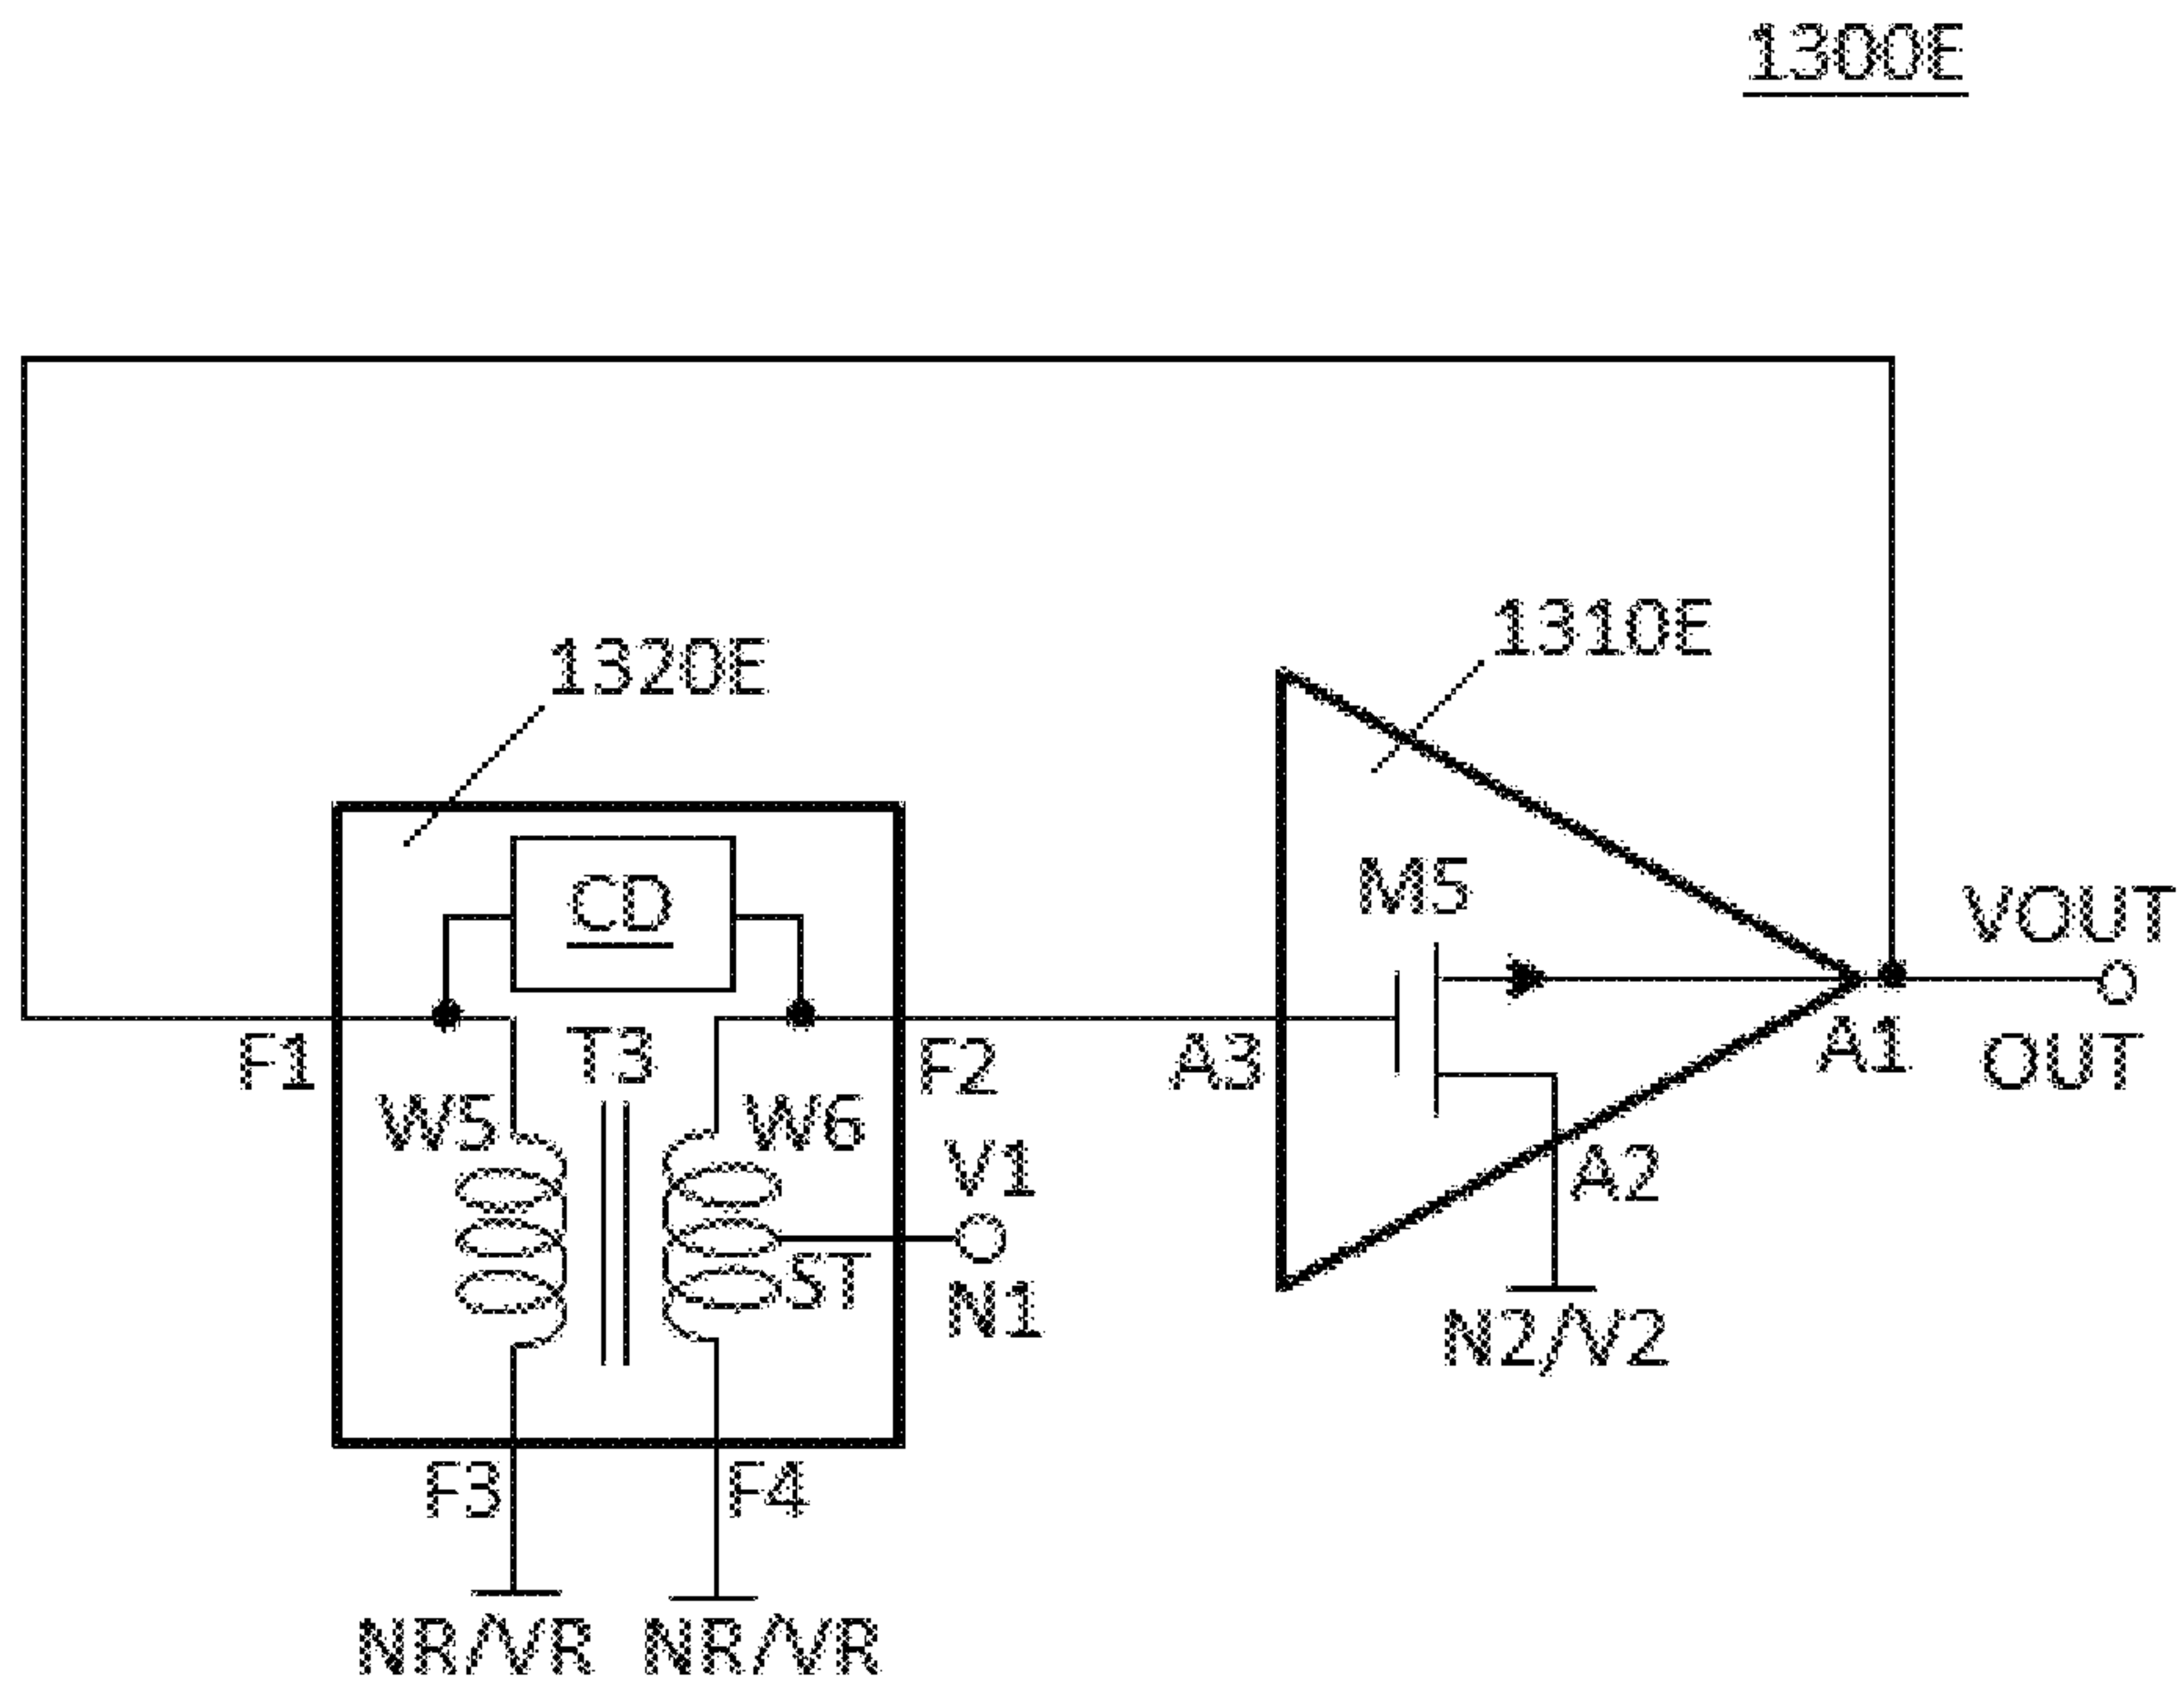 1300E
1310E
1320E
CD
M5
VOUT
F1
T3
F2
A3
A1
OUT
W5
W6
V1
A2
ST
N1
N2/V2
F3
F4
NR/VR
NR/VR